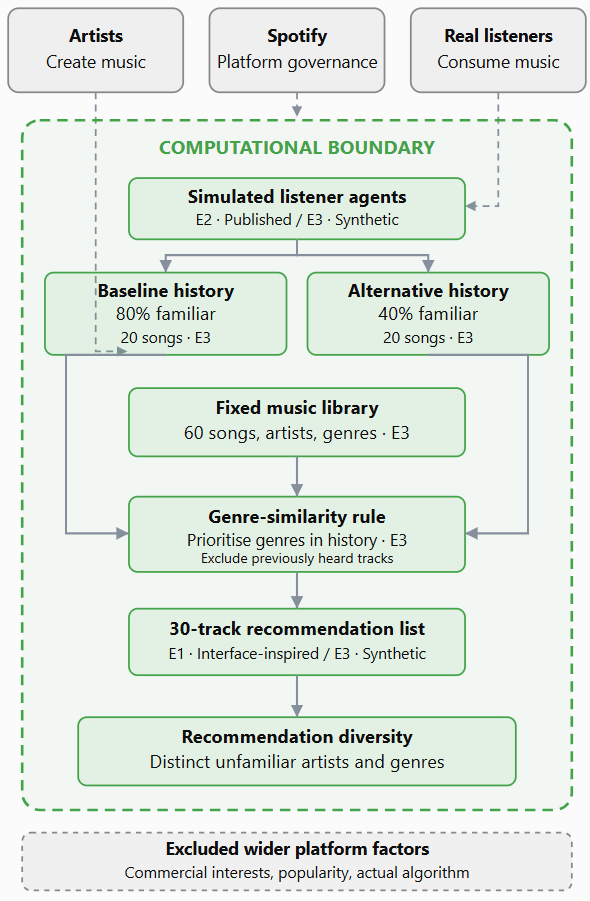 Artists
Create music
Spotify
Platform governance
Real listeners
Consume music
COMPUTATIONAL BOUNDARY
Simulated listener agents
E2 · Published / E3 · Synthetic
Baseline history
80% familiar
20 songs · E3
Alternative history
40% familiar
20 songs · E3
Fixed music library
60 songs, artists, genres · E3
Genre-similarity rule
Prioritise genres in history · E3
Exclude previously heard tracks
30-track recommendation list
E1 · Interface-inspired / E3 · Synthetic
Recommendation diversity
Distinct unfamiliar artists and genres
Excluded wider platform factors
Commercial interests, popularity, actual algorithm